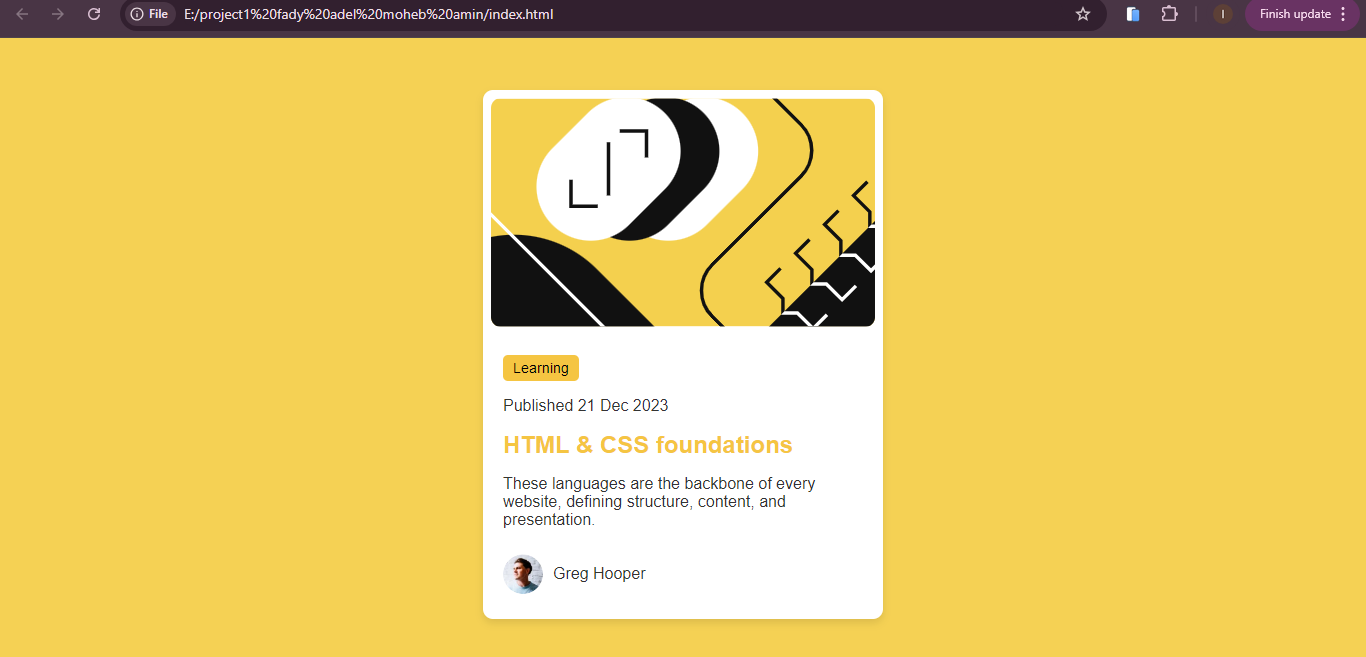 File
E:/project1%20fady%20adel%20moheb%20amin/index.html
I
Finish update
Learning
Published 21 Dec 2023
HTML & CSS foundations
These languages are the backbone of every
website, defining structure, content, and
presentation.
Greg Hooper